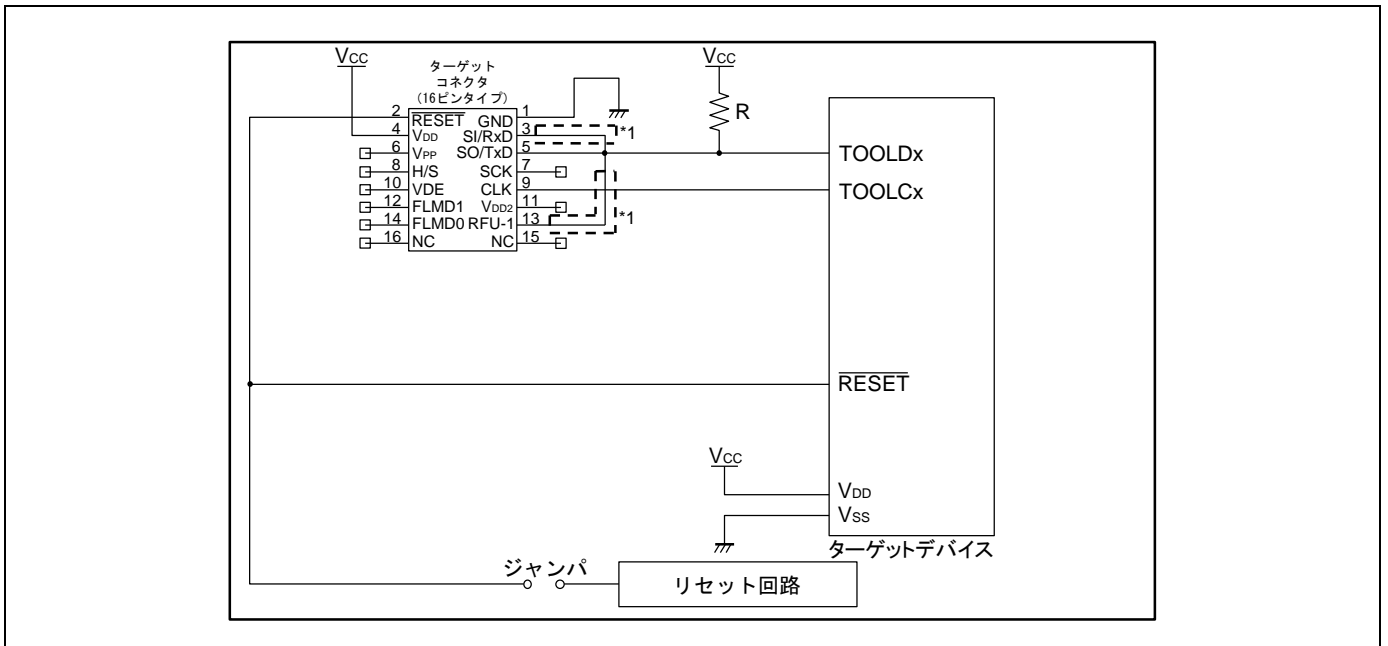 VCC
ターゲット
コネクタ
(16ピンタイプ)
VCC
R
2 RESET GND 1
4 VDD SI/RxD 3
*1
6 VPP SO/TxD 5
8 H/S SCK 7
10 VDE CLK 9
12 FLMD1 VDD2 11
14 FLMD0 RFU-1 13
*1
16 NC NC 15
TOOLDx
TOOLCx
RESET
VCC
VDD
VSS
ターゲットデバイス
ジャンパ
リセット回路